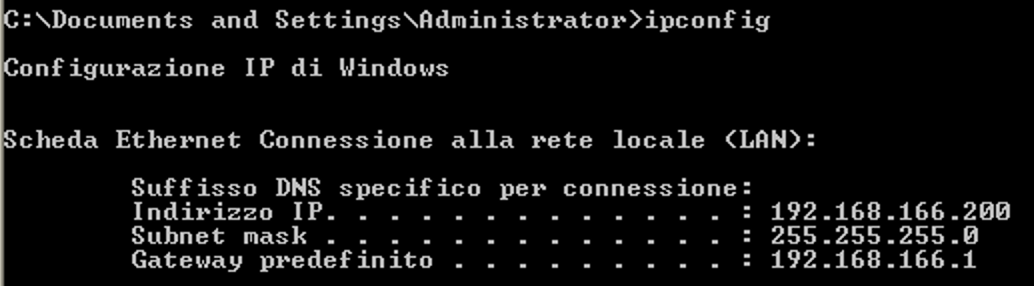 C:\Documents and Settings\Administrator>ipconfig
Configurazione IP di Windows
Scheda Ethernet Connessione alla rete locale (LAN):
Suffisso DNS specifico per connessione:
Indirizzo IP. . . . . . . . . . . . . : 192.168.166.200
Subnet mask . . . . . . . . . . . . . : 255.255.255.0
Gateway predefinito . . . . . . . . . : 192.168.166.1